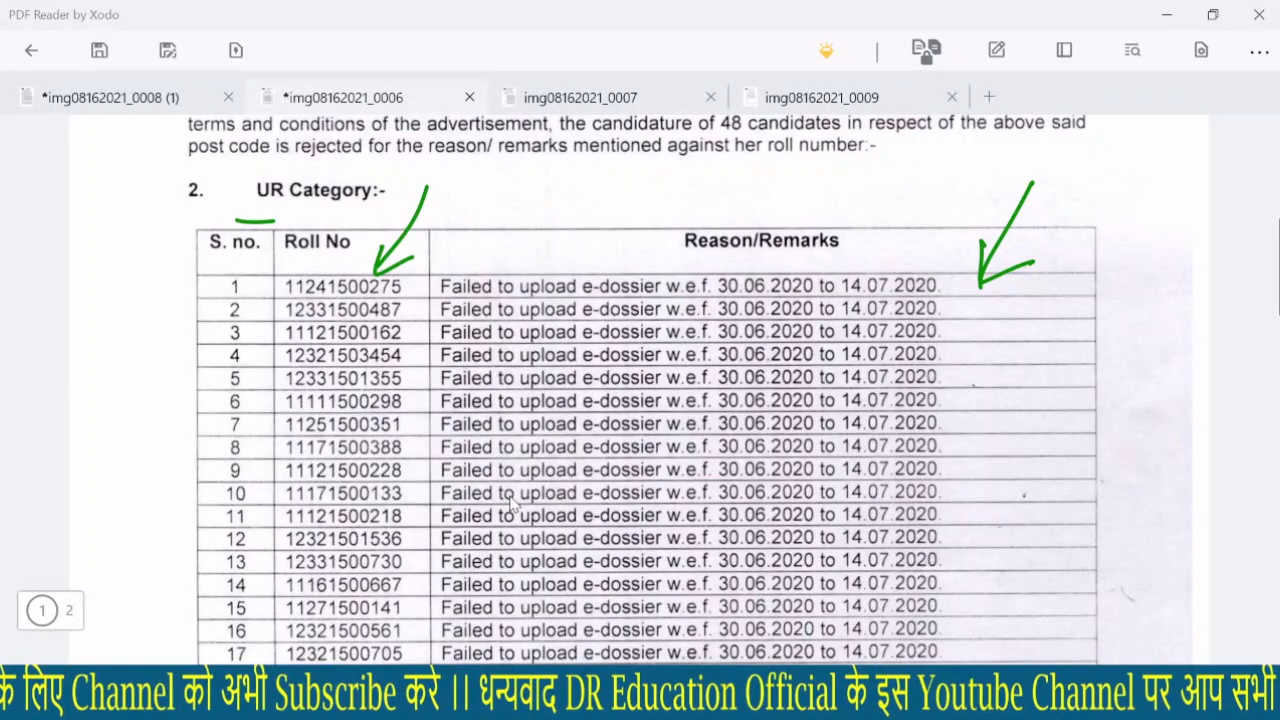 PDF Reader by Xodo
*img08162021_0008 (1) *img08162021_0006 img08162021_0007 img08162021_0009
terms and conditions of the advertisement, the candidature of 48 candidates in respect of the above said
post code is rejected for the reason/ remarks mentioned against her roll number:-
2. UR Category:-
S. no. Roll No Reason/Remarks
1 11241500275 Failed to upload e-dossier w.e.f. 30.06.2020 to 14.07.2020.
2 12331500487 Failed to upload e-dossier w.e.f. 30.06.2020 to 14.07.2020.
3 11121500162 Failed to upload e-dossier w.e.f. 30.06.2020 to 14.07.2020.
4 12321503454 Failed to upload e-dossier w.e.f. 30.06.2020 to 14.07.2020.
5 12331501355 Failed to upload e-dossier w.e.f. 30.06.2020 to 14.07.2020.
6 11111500298 Failed to upload e-dossier w.e.f. 30.06.2020 to 14.07.2020.
7 11251500351 Failed to upload e-dossier w.e.f. 30.06.2020 to 14.07.2020.
8 11171500388 Failed to upload e-dossier w.e.f. 30.06.2020 to 14.07.2020.
9 11121500228 Failed to upload e-dossier w.e.f. 30.06.2020 to 14.07.2020.
10 11171500133 Failed to upload e-dossier w.e.f. 30.06.2020 to 14.07.2020.
11 11121500218 Failed to upload e-dossier w.e.f. 30.06.2020 to 14.07.2020.
12 12321501536 Failed to upload e-dossier w.e.f. 30.06.2020 to 14.07.2020.
13 12331500730 Failed to upload e-dossier w.e.f. 30.06.2020 to 14.07.2020.
14 11161500667 Failed to upload e-dossier w.e.f. 30.06.2020 to 14.07.2020.
15 11271500141 Failed to upload e-dossier w.e.f. 30.06.2020 to 14.07.2020.
16 12321500561 Failed to upload e-dossier w.e.f. 30.06.2020 to 14.07.2020.
17 12321500705 Failed to upload e-dossier w.e.f. 30.06.2020 to 14.07.2020.
1 2
के लिए Channel को अभी Subscribe करे ।। धन्यवाद DR Education Official के इस Youtube Channel पर आप सभी